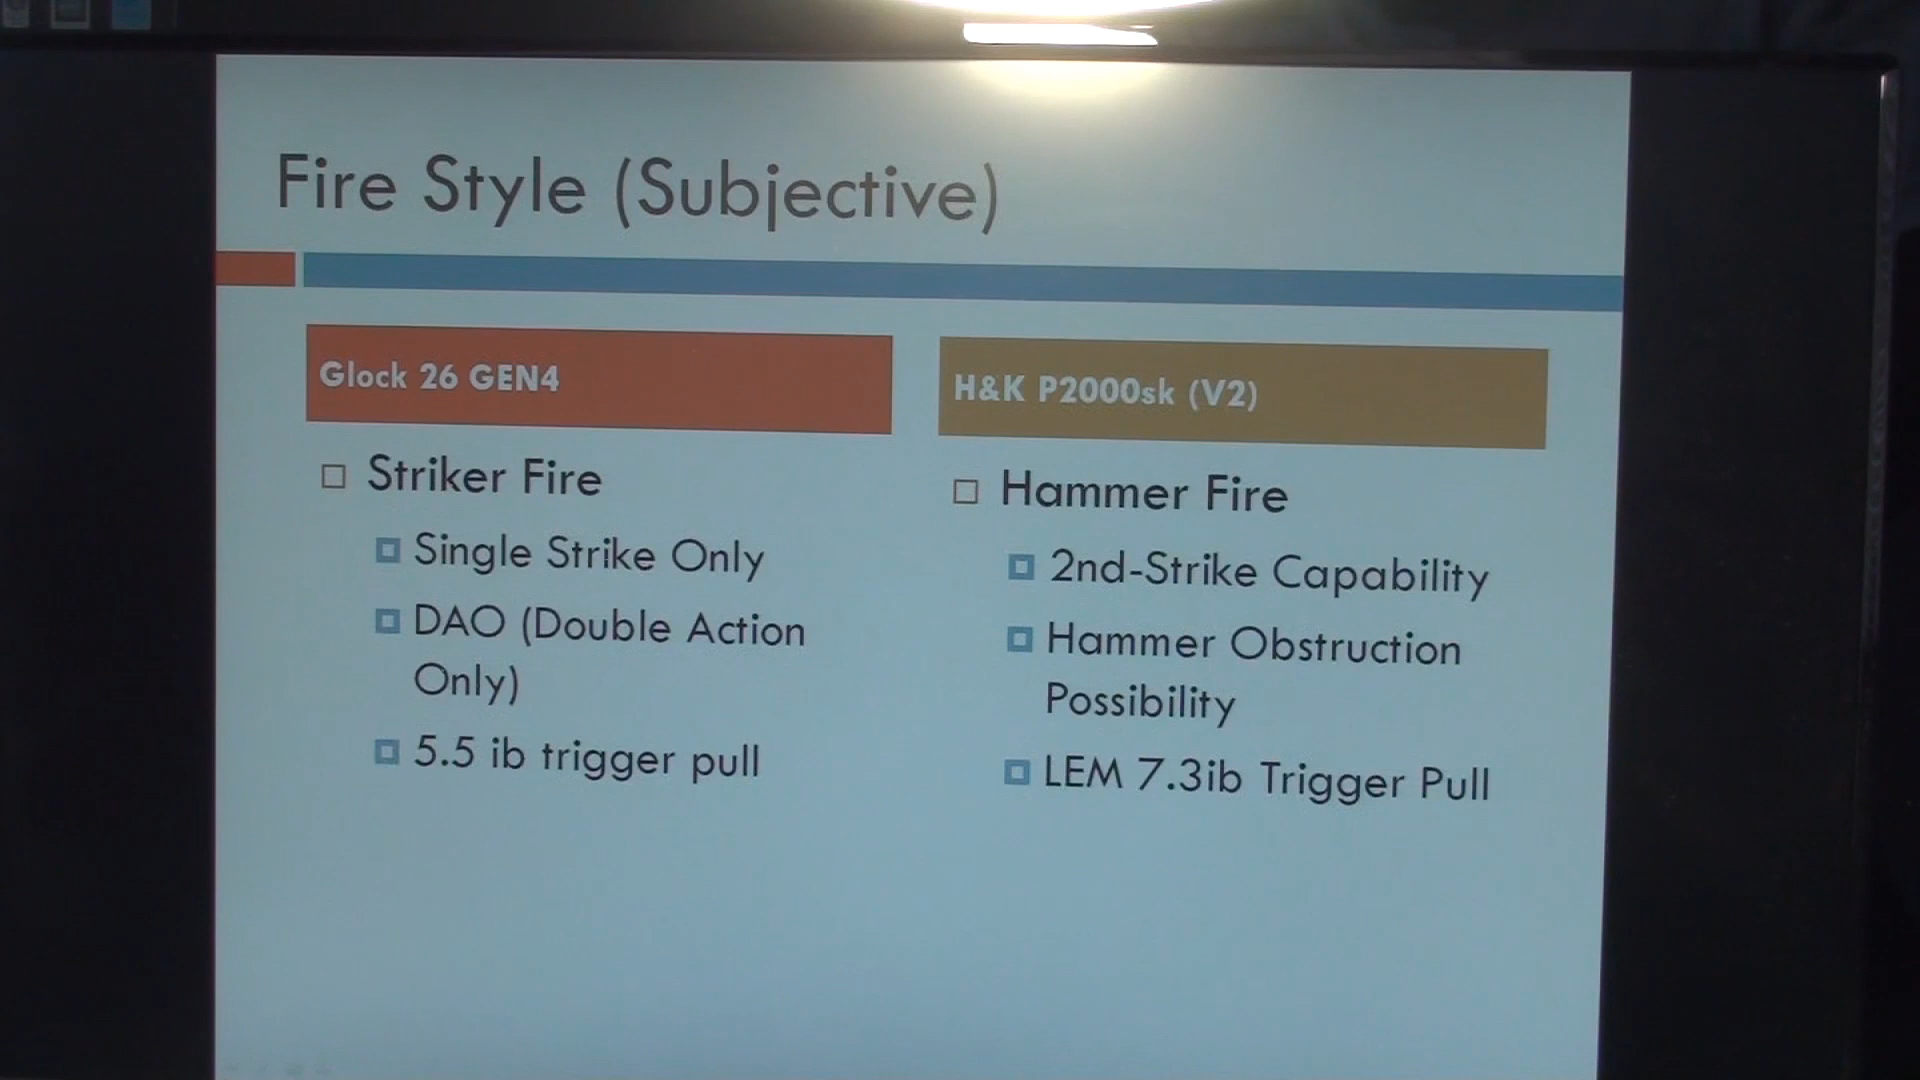 Fire Style (Subjective)
Glock 26 GEN4
Striker Fire
Single Strike Only
DAO (Double Action
Only)
5.5 ib trigger pull
H&K P2000sk (V2)
Hammer Fire
2nd-Strike Capability
Hammer Obstruction
Possibility
LEM 7.3ib Trigger Pull